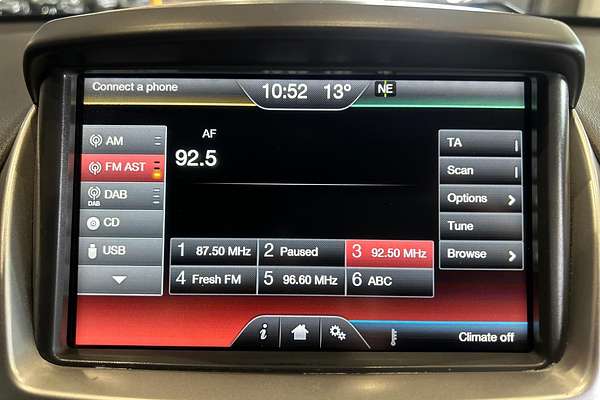 Connect a phone
10:52 13° NE
AM
FM AST
DAB
DAB
CD
USB
AF
92.5
TA
Scan
Options
Tune
Browse
1 87.50 MHz 2 Paused 3 92.50 MHz
4 Fresh FM 5 96.60 MHz 6 ABC
i
Climate off